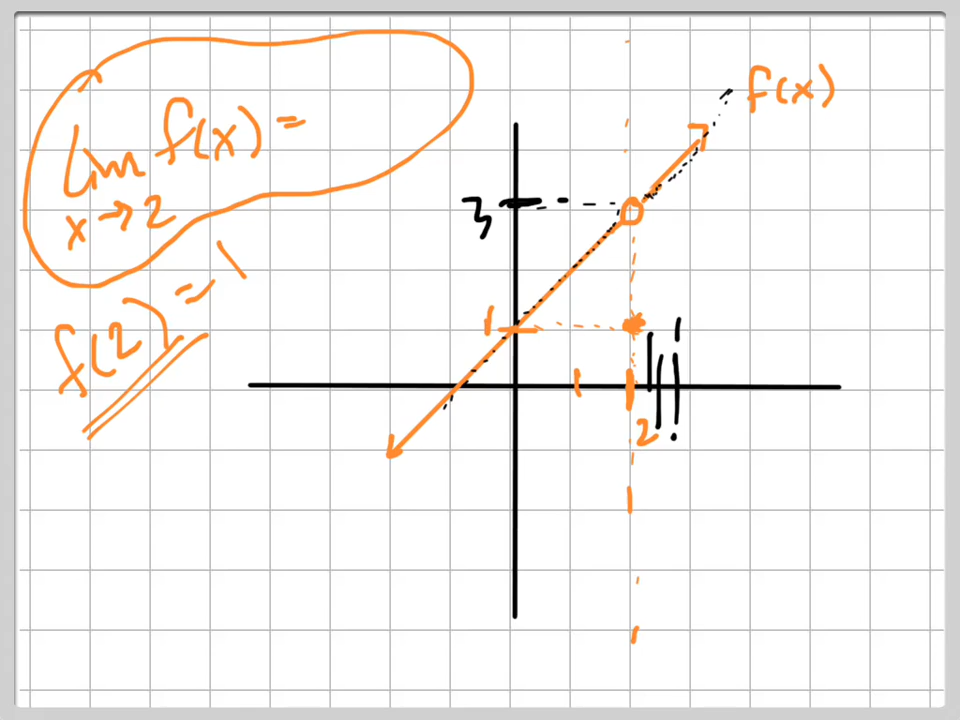 lim f(x) =
x→2
f(2) = 1
f(x)
3
1
1
2